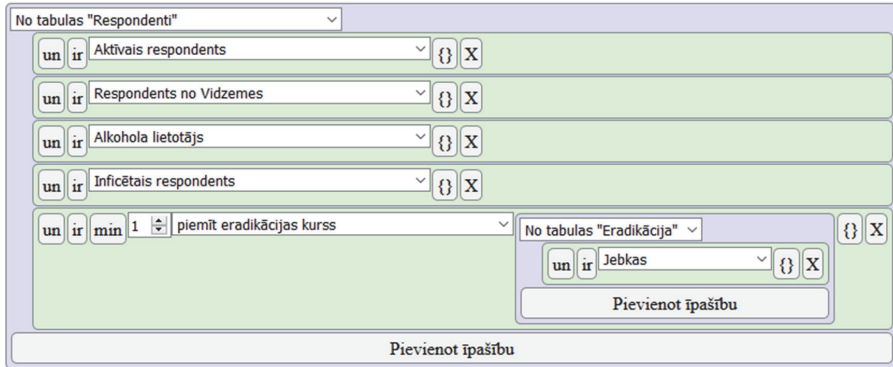 No tabulas "Respondenti"
un ir Aktīvais respondents {} X
un ir Respondents no Vidzemes {} X
un ir Alkohola lietotājs {} X
un ir Inficētais respondents {} X
un ir min 1 piemīt eradikācijas kurss No tabulas "Eradikācija" {} X
un ir Jebkas {} X
Pievienot īpašību
Pievienot īpašību